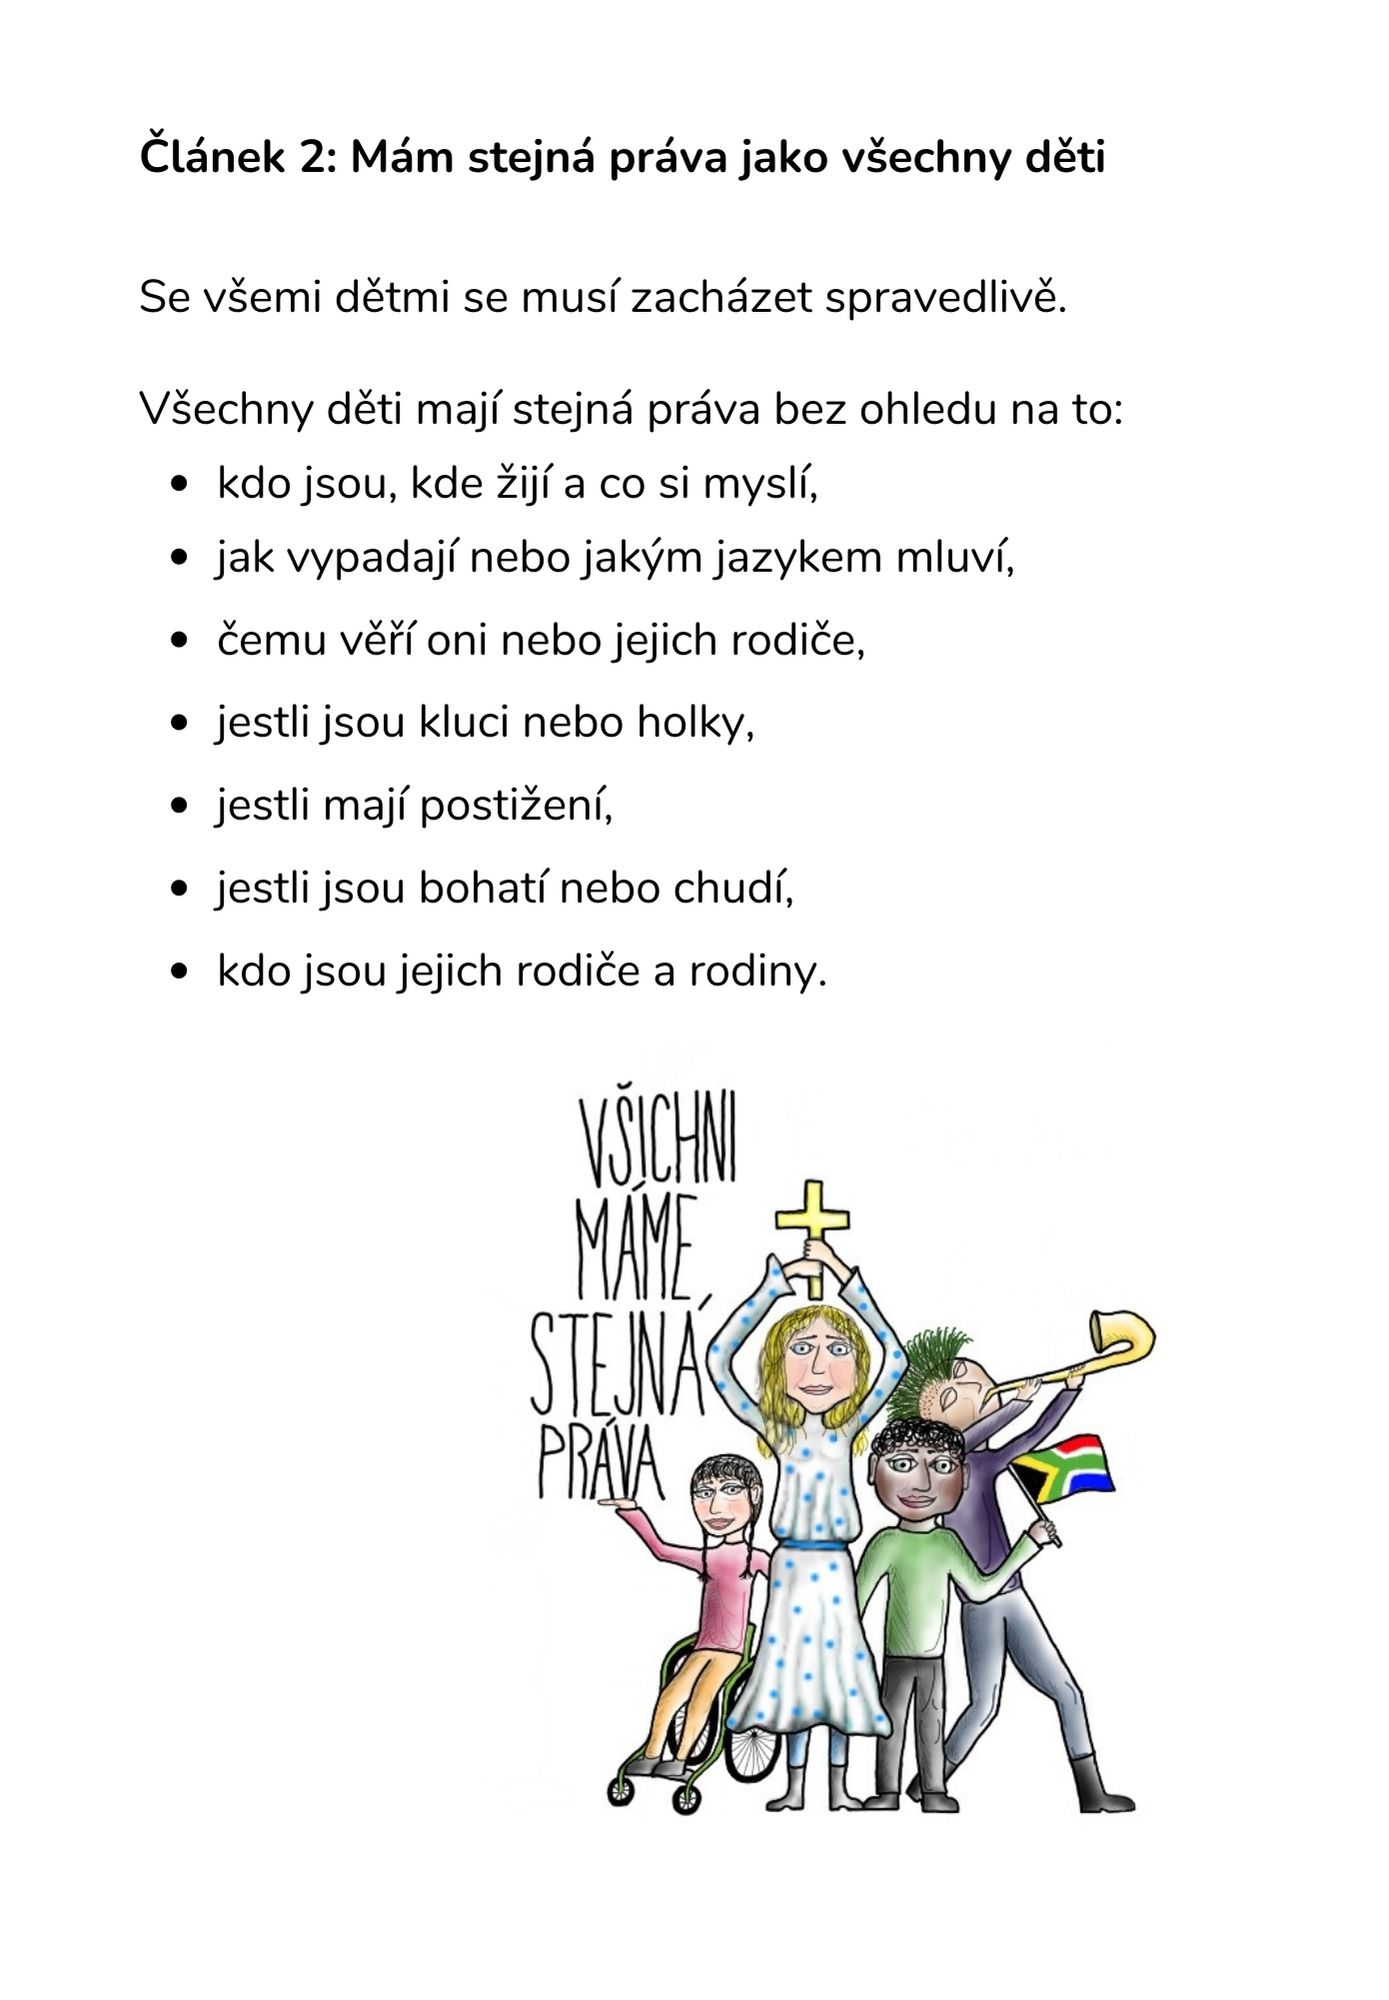 Článek 2: Mám stejná práva jako všechny děti
Se všemi dětmi se musí zacházet spravedlivě.
Všechny děti mají stejná práva bez ohledu na to:
• kdo jsou, kde žijí a co si myslí,
• jak vypadají nebo jakým jazykem mluví,
• čemu věří oni nebo jejich rodiče,
• jestli jsou kluci nebo holky,
• jestli mají postižení,
• jestli jsou bohatí nebo chudí,
• kdo jsou jejich rodiče a rodiny.
VŠICHNI
MÁME
STEJNÁ
PRÁVA